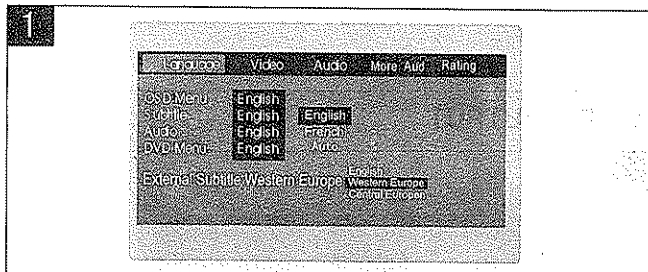 1
Language Video Audio More Aud Rating
OSD Menu English
Subtitle English English
Audio English French
DVD Menu English Auto
English
External Subtitle Western Europe Western Europe
Central Europen